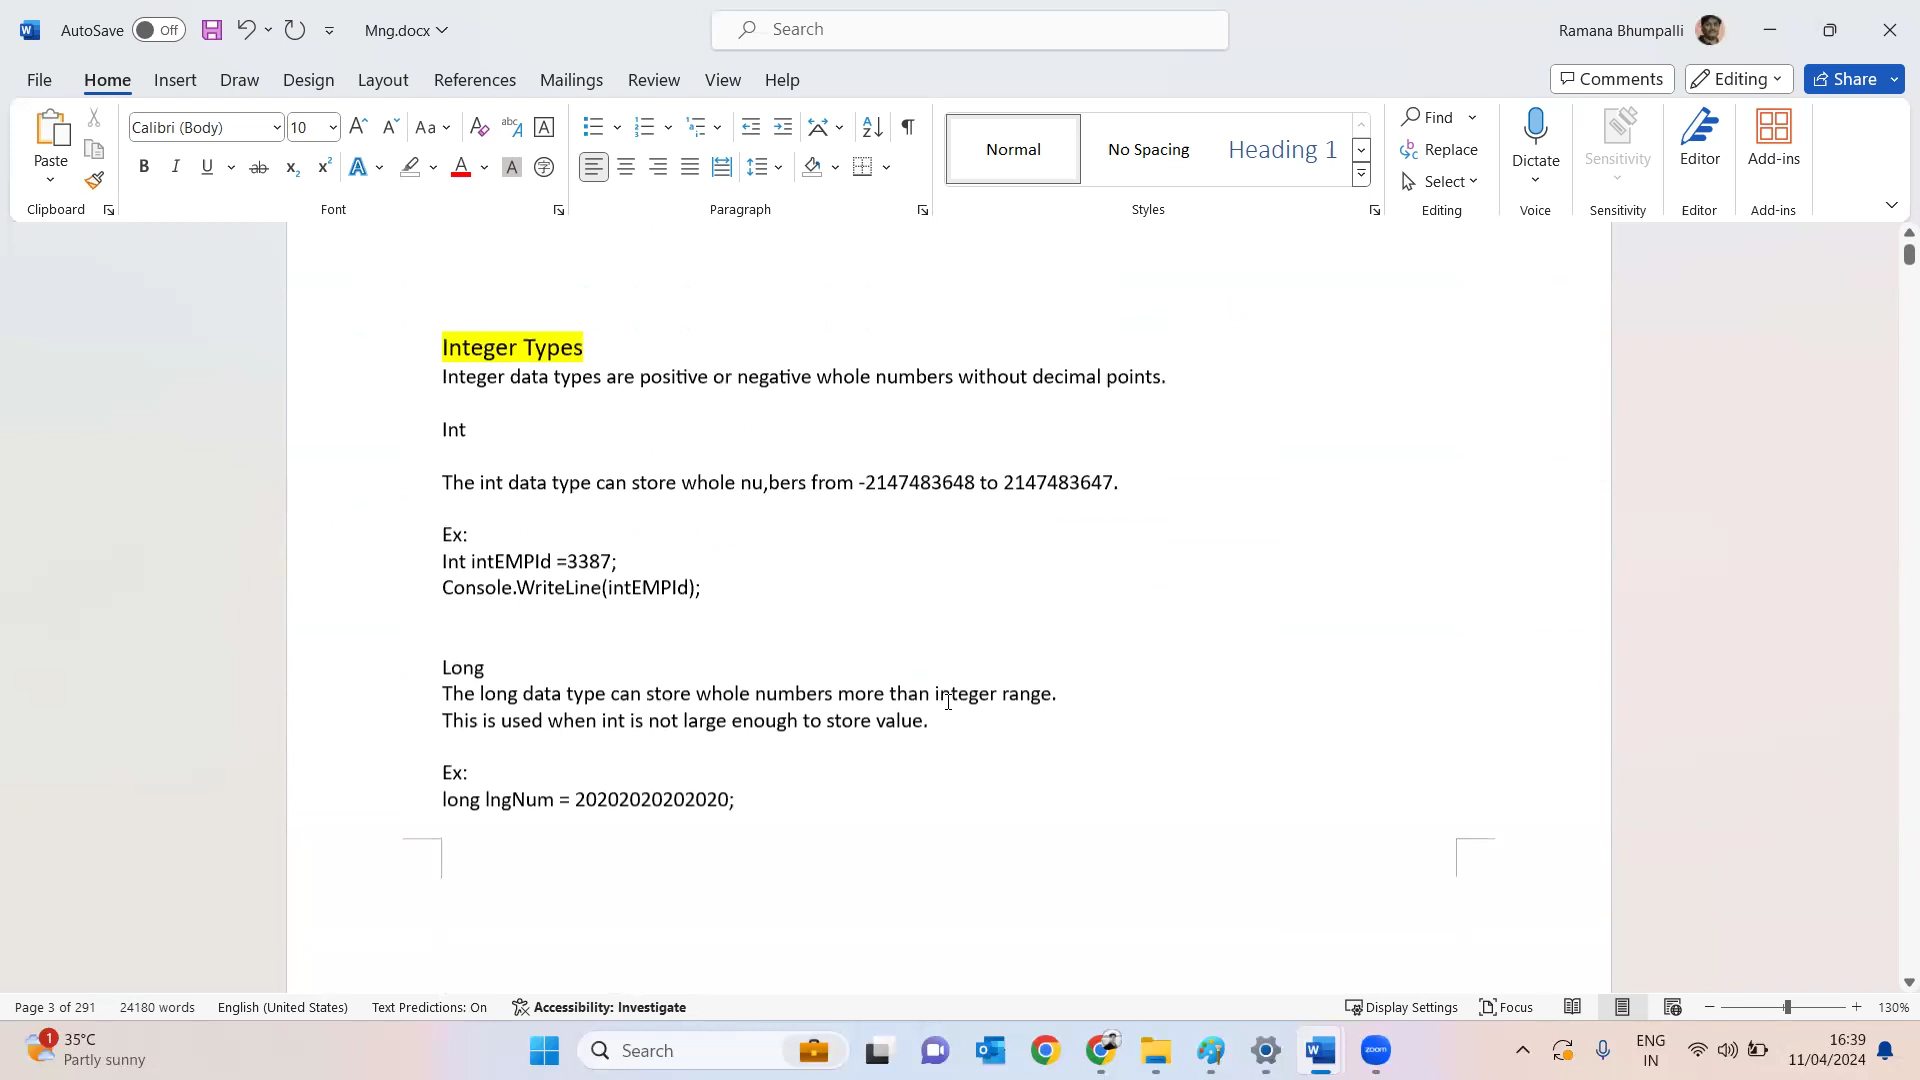 AutoSave Off Mng.docx Search Ramana Bhumpalli
File Home Insert Draw Design Layout References Mailings Review View Help Comments Editing Share
Paste Calibri (Body) 10 Aa Normal No Spacing Heading 1 Find Replace Select Dictate Sensitivity Editor Add-ins
Clipboard Font Paragraph Styles Editing Voice Sensitivity Editor Add-ins
Integer Types
Integer data types are positive or negative whole numbers without decimal points.
Int
The int data type can store whole nu,bers from -2147483648 to 2147483647.
Ex:
Int intEMPId =3387;
Console.WriteLine(intEMPId);
Long
The long data type can store whole numbers more than integer range.
This is used when int is not large enough to store value.
Ex:
long lngNum = 20202020202020;
Page 3 of 291 24180 words English (United States) Text Predictions: On Accessibility: Investigate Display Settings Focus 130%
1 35°C
Partly sunny
Search
zoom
ENG
IN
16:39
11/04/2024